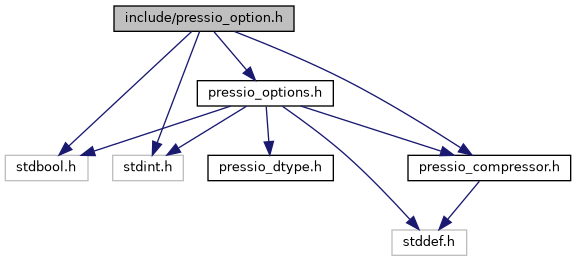 include/pressio_option.h
pressio_options.h
stdbool.h
stdint.h
pressio_dtype.h
pressio_compressor.h
stddef.h